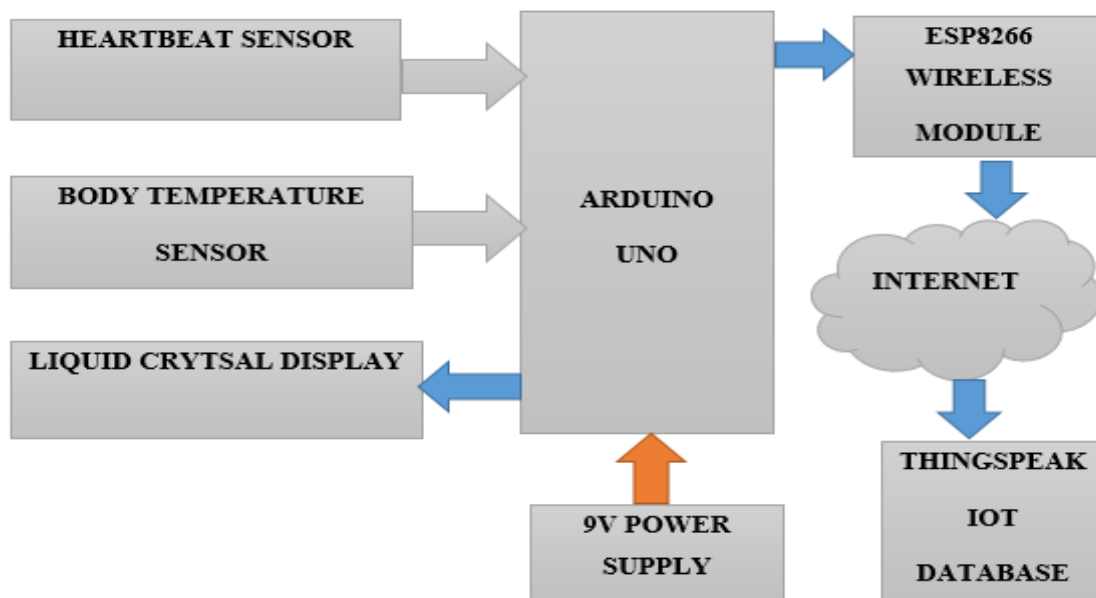 HEARTBEAT SENSOR
BODY TEMPERATURE
SENSOR
LIQUID CRYTSAL DISPLAY
ARDUINO
UNO
9V POWER
SUPPLY
ESP8266
WIRELESS
MODULE
INTERNET
THINGSPEAK
IOT
DATABASE